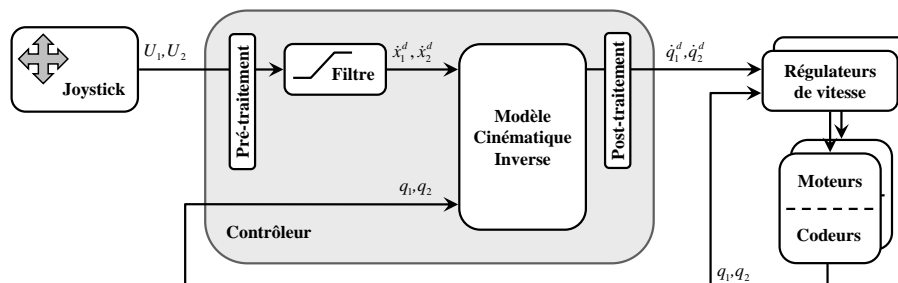 Joystick
U₁,U₂
Pré-traitement
Filtre
ẋ₁ᵈ,ẋ₂ᵈ
Modèle
Cinématique
Inverse
Post-traitement
q̇₁ᵈ,q̇₂ᵈ
Régulateurs
de vitesse
q₁,q₂
Contrôleur
Moteurs
Codeurs
q₁,q₂